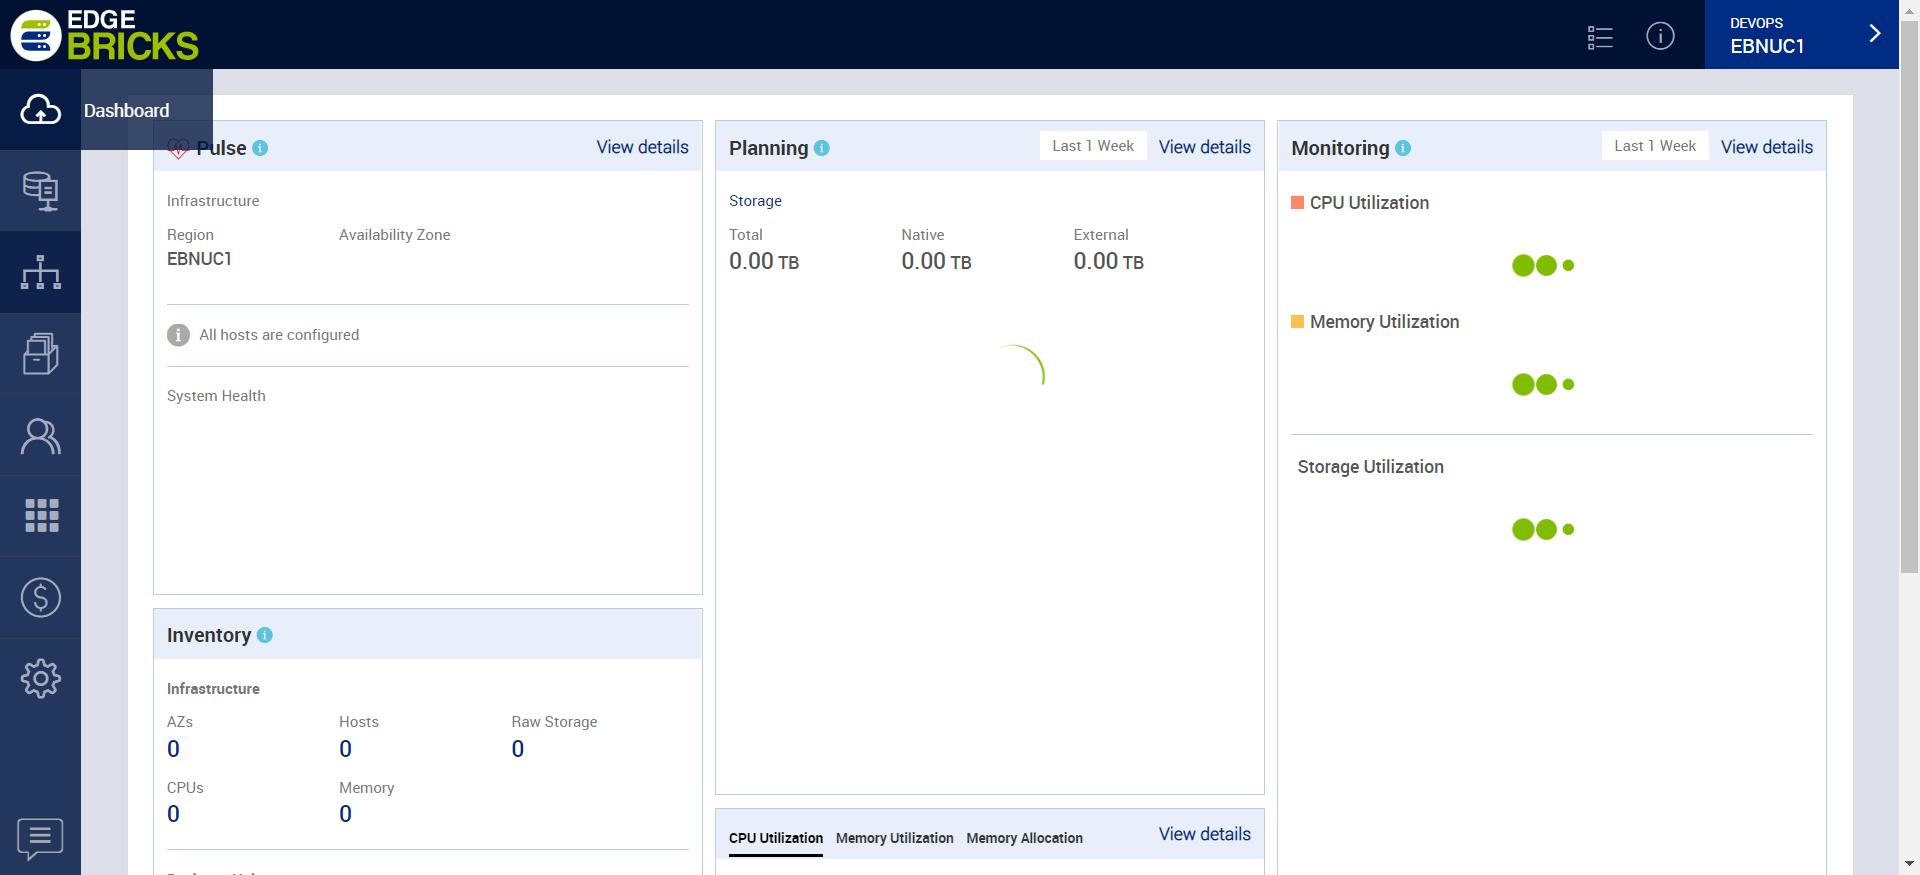 EDGE
BRICKS
DEVOPS
EBNUC1
Dashboard
Pulse
View details
Infrastructure
Region
Availability Zone
EBNUC1
All hosts are configured
System Health
Inventory
Infrastructure
AZs
Hosts
Raw Storage
0
0
0
CPUs
Memory
0
0
Planning
Last 1 Week
View details
Storage
Total
Native
External
0.00 TB
0.00 TB
0.00 TB
CPU Utilization
Memory Utilization
Memory Allocation
View details
Monitoring
Last 1 Week
View details
CPU Utilization
Memory Utilization
Storage Utilization